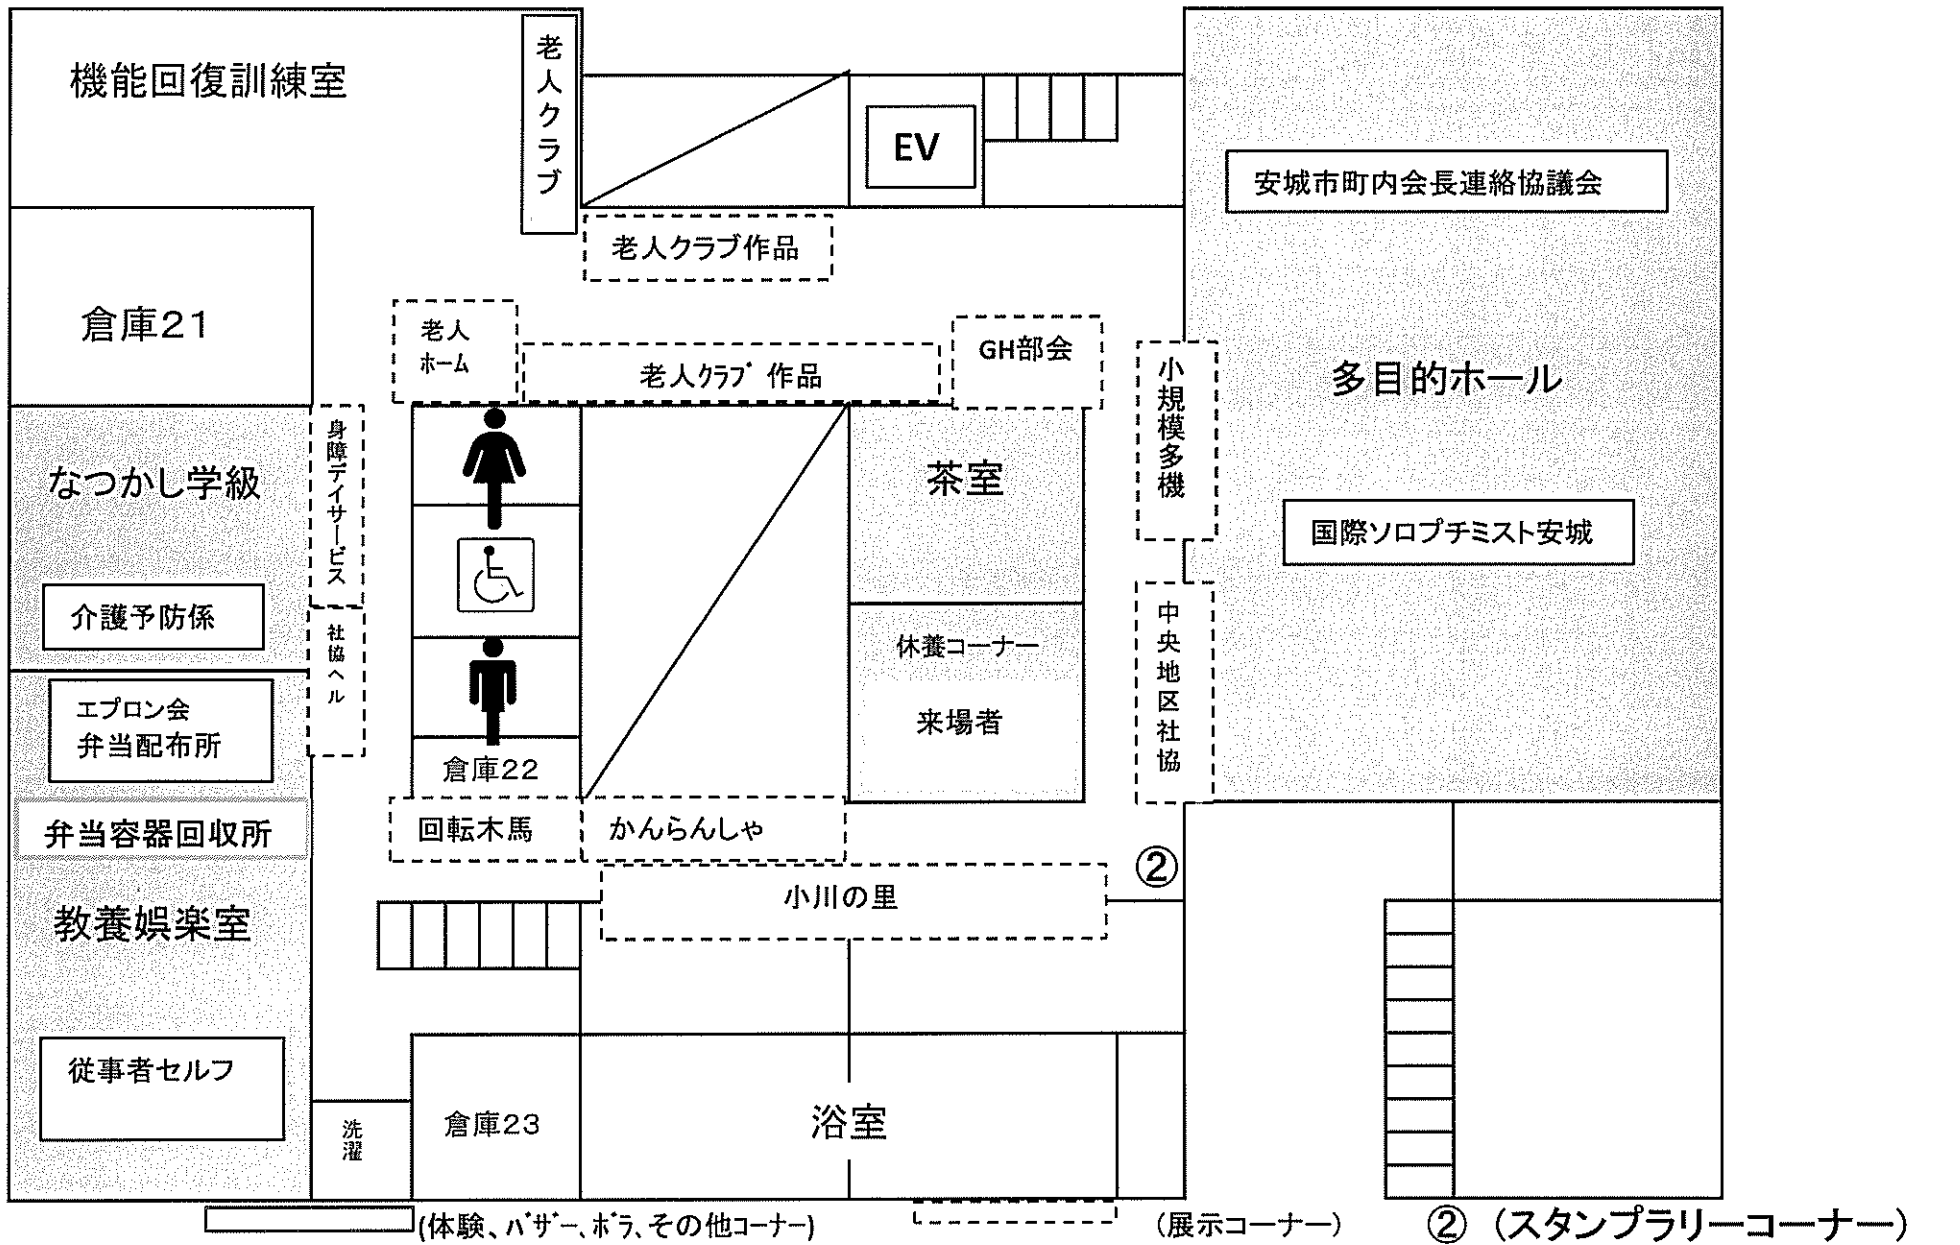 機能回復訓練室
老人クラブ
EV
安城市町内会長連絡協議会
老人クラブ作品
倉庫21
老人
ホーム
老人クラブ作品
GH部会
小規模多機
多目的ホール
なつかし学級
身障デイサービス
茶室
国際ソロプチミスト安城
介護予防係
社協ヘル
休養コーナー
中央地区社協
エプロン会
弁当配布所
来場者
倉庫22
弁当容器回収所
回転木馬
かんらんしゃ
②
小川の里
教養娯楽室
従事者セルフ
洗濯
倉庫23
浴室
(体験、バザー、ボラ、その他コーナー)
(展示コーナー)
② (スタンプラリーコーナー)